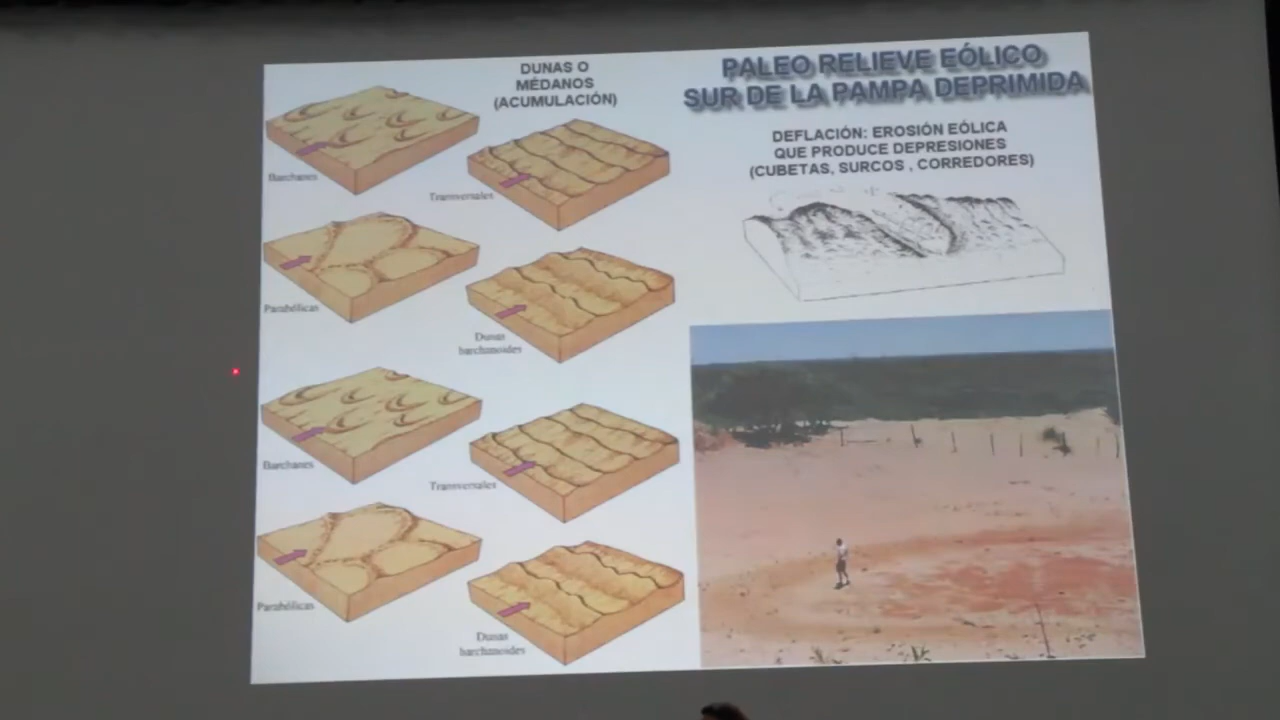 DUNAS O
MÉDANOS
(ACUMULACIÓN)
PALEO RELIEVE EÓLICO
SUR DE LA PAMPA DEPRIMIDA
DEFLACIÓN: EROSIÓN EÓLICA
QUE PRODUCE DEPRESIONES
(CUBETAS, SURCOS , CORREDORES)
Barchanes
Transversales
Parabólicas
Dunas
barchanoides
Barchanes
Transversales
Parabólicas
Dunas
barchanoides